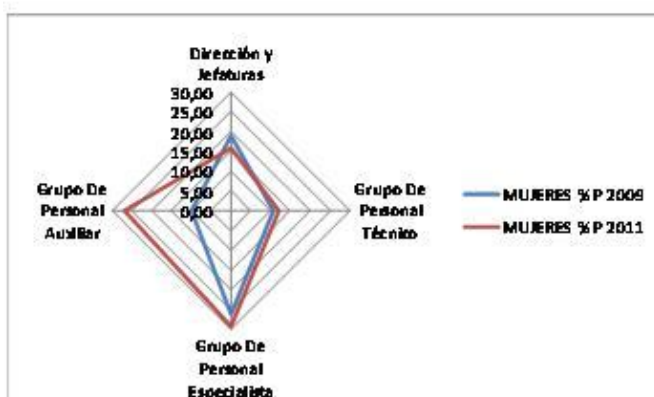 Dirección y
Jefaturas
30,00
25,00
20,00
15,00
10,00
5,00
0,00
Grupo De
Personal
Auxiliar
Grupo De
Personal
Técnico
Grupo De
Personal
Especialista
MUJERES % P 2009
MUJERES % P 2011